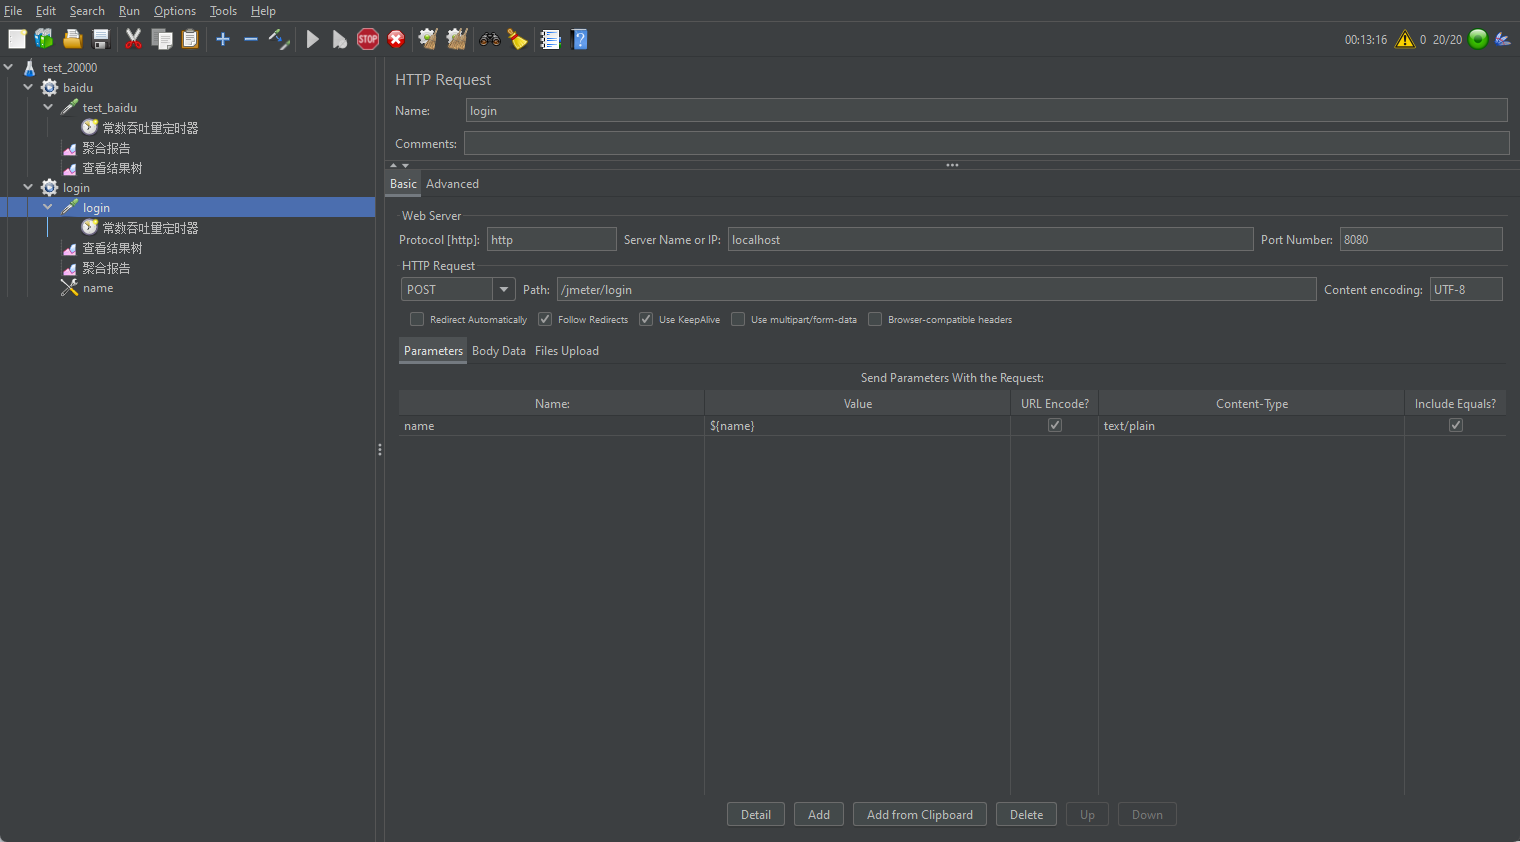 File Edit Search Run Options Tools Help
STOP
?
00:13:16 0 20/20
test_20000
baidu
test_baidu
常数吞吐量定时器
聚合报告
查看结果树
login
login
常数吞吐量定时器
查看结果树
聚合报告
name
HTTP Request
Name: login
Comments:
Basic Advanced
Web Server
Protocol [http]: http Server Name or IP: localhost Port Number: 8080
HTTP Request
POST Path: /jmeter/login Content encoding: UTF-8
Redirect Automatically Follow Redirects Use KeepAlive Use multipart/form-data Browser-compatible headers
Parameters Body Data Files Upload
Send Parameters With the Request:
Name: Value URL Encode? Content-Type Include Equals?
name ${name} text/plain
Detail Add Add from Clipboard Delete Up Down